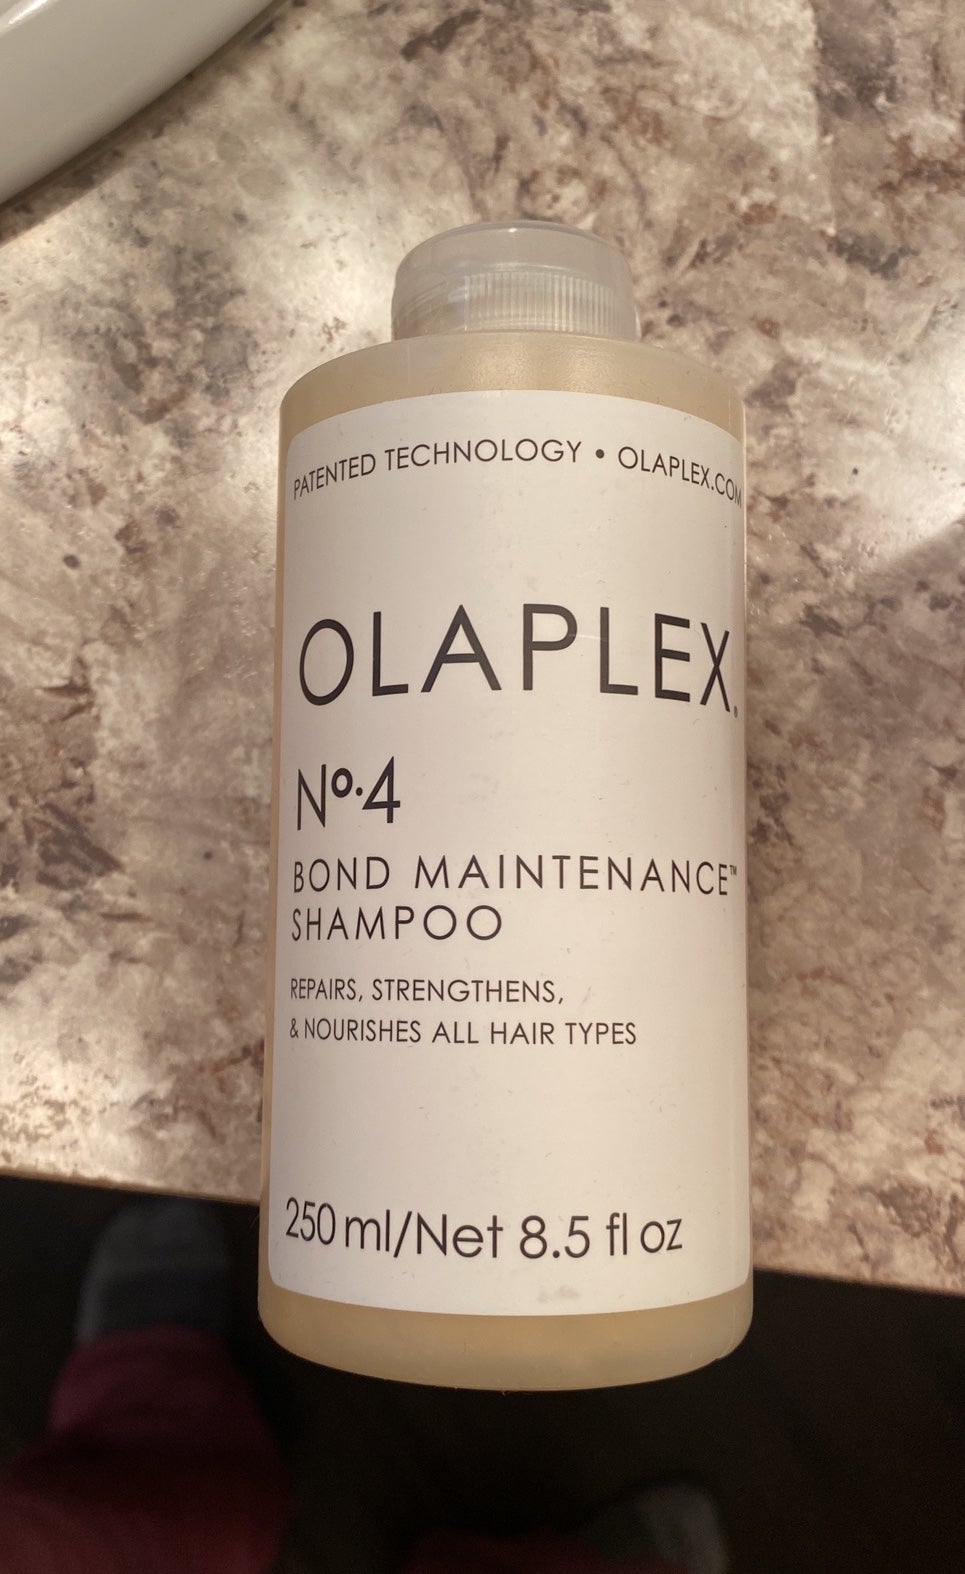 PATENTED TECHNOLOGY • OLAPLEX.COM
OLAPLEX.
Nº.4
BOND MAINTENANCE™
SHAMPOO
REPAIRS, STRENGTHENS,
& NOURISHES ALL HAIR TYPES
250 ml/Net 8.5 fl oz